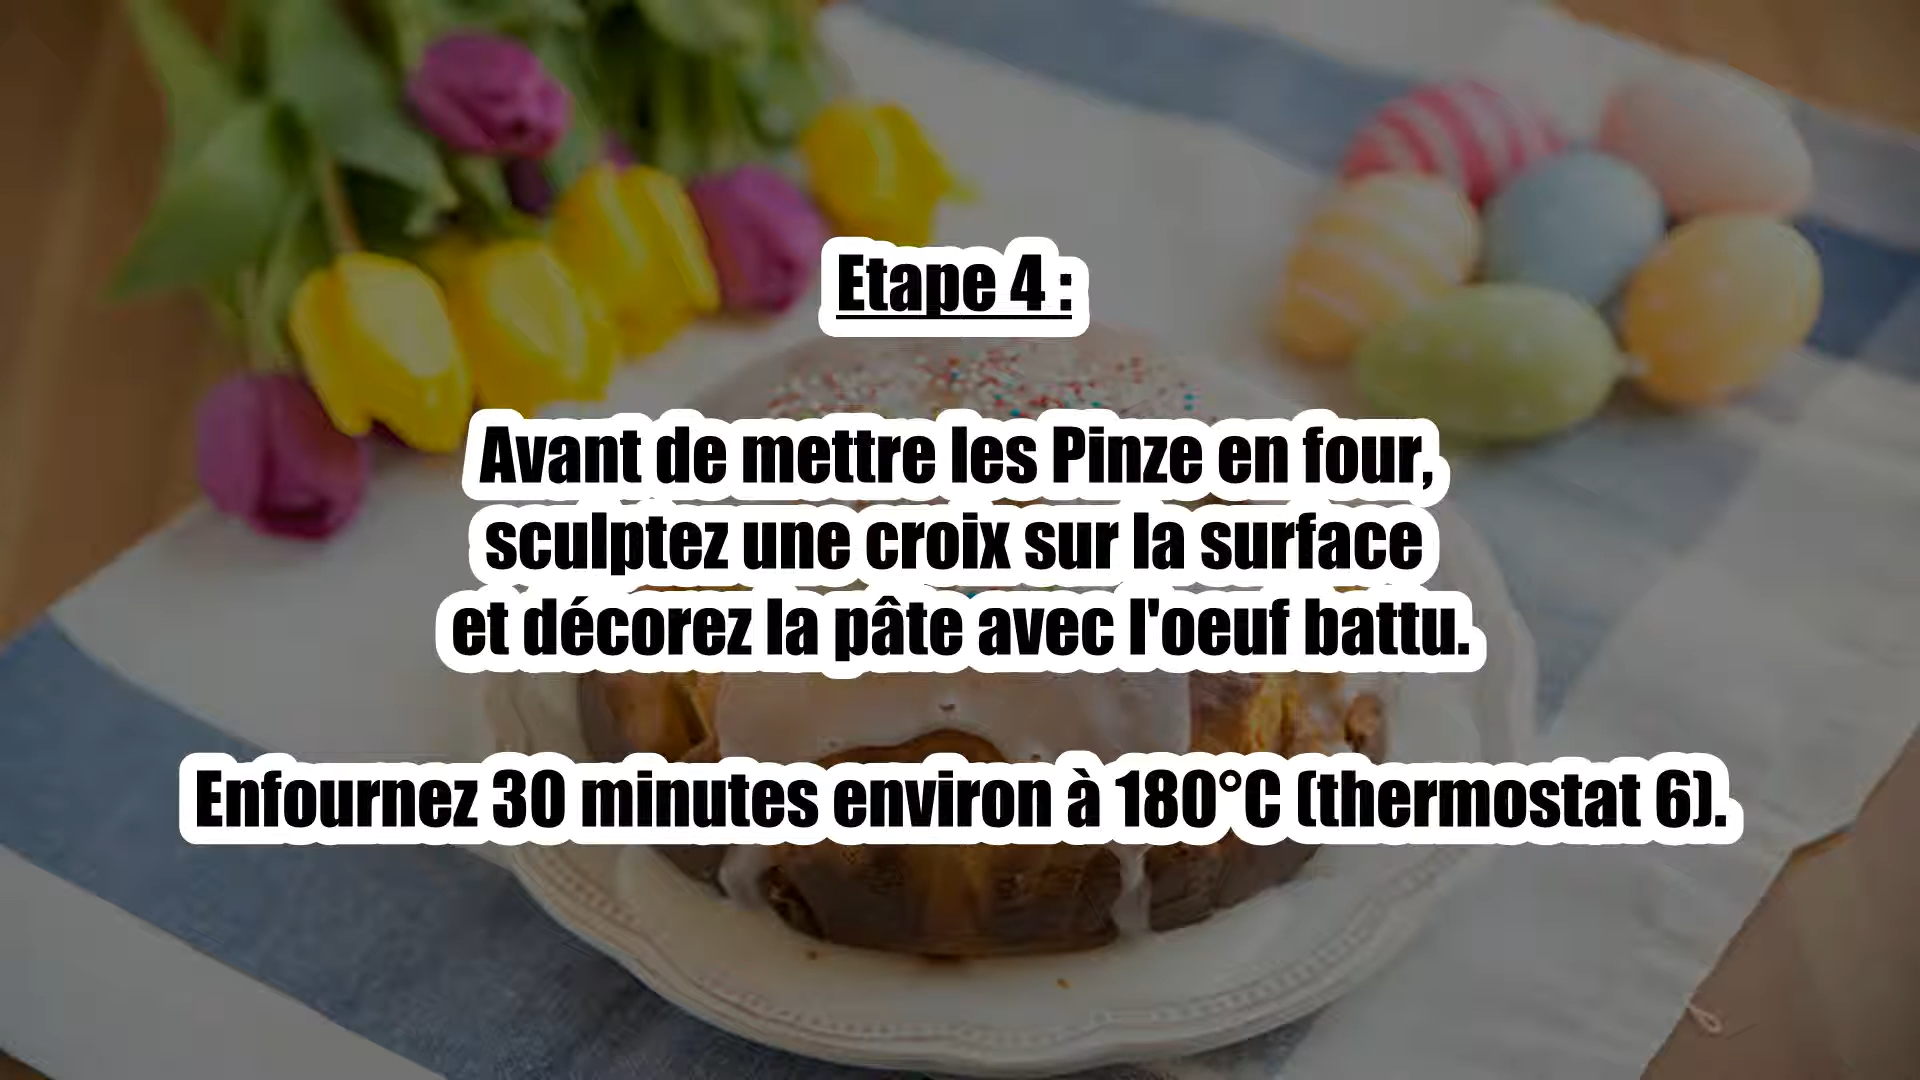 Etape 4 :
Avant de mettre les Pinze en four,
sculptez une croix sur la surface
et décorez la pâte avec l'oeuf battu.
Enfournez 30 minutes environ à 180°C (thermostat 6).